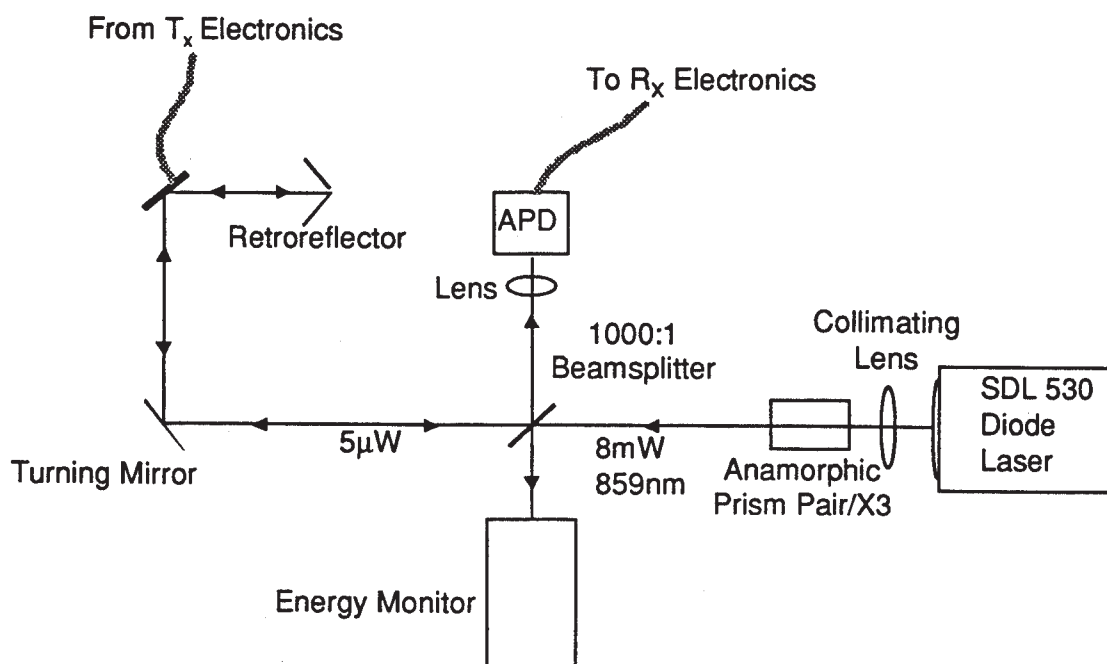 From Tx Electronics
To Rx Electronics
APD
Retroreflector
Lens
1000:1
Beamsplitter
Collimating
Lens
SDL 530
Diode
Laser
5µW
8mW
859nm
Anamorphic
Prism Pair/X3
Turning Mirror
Energy Monitor